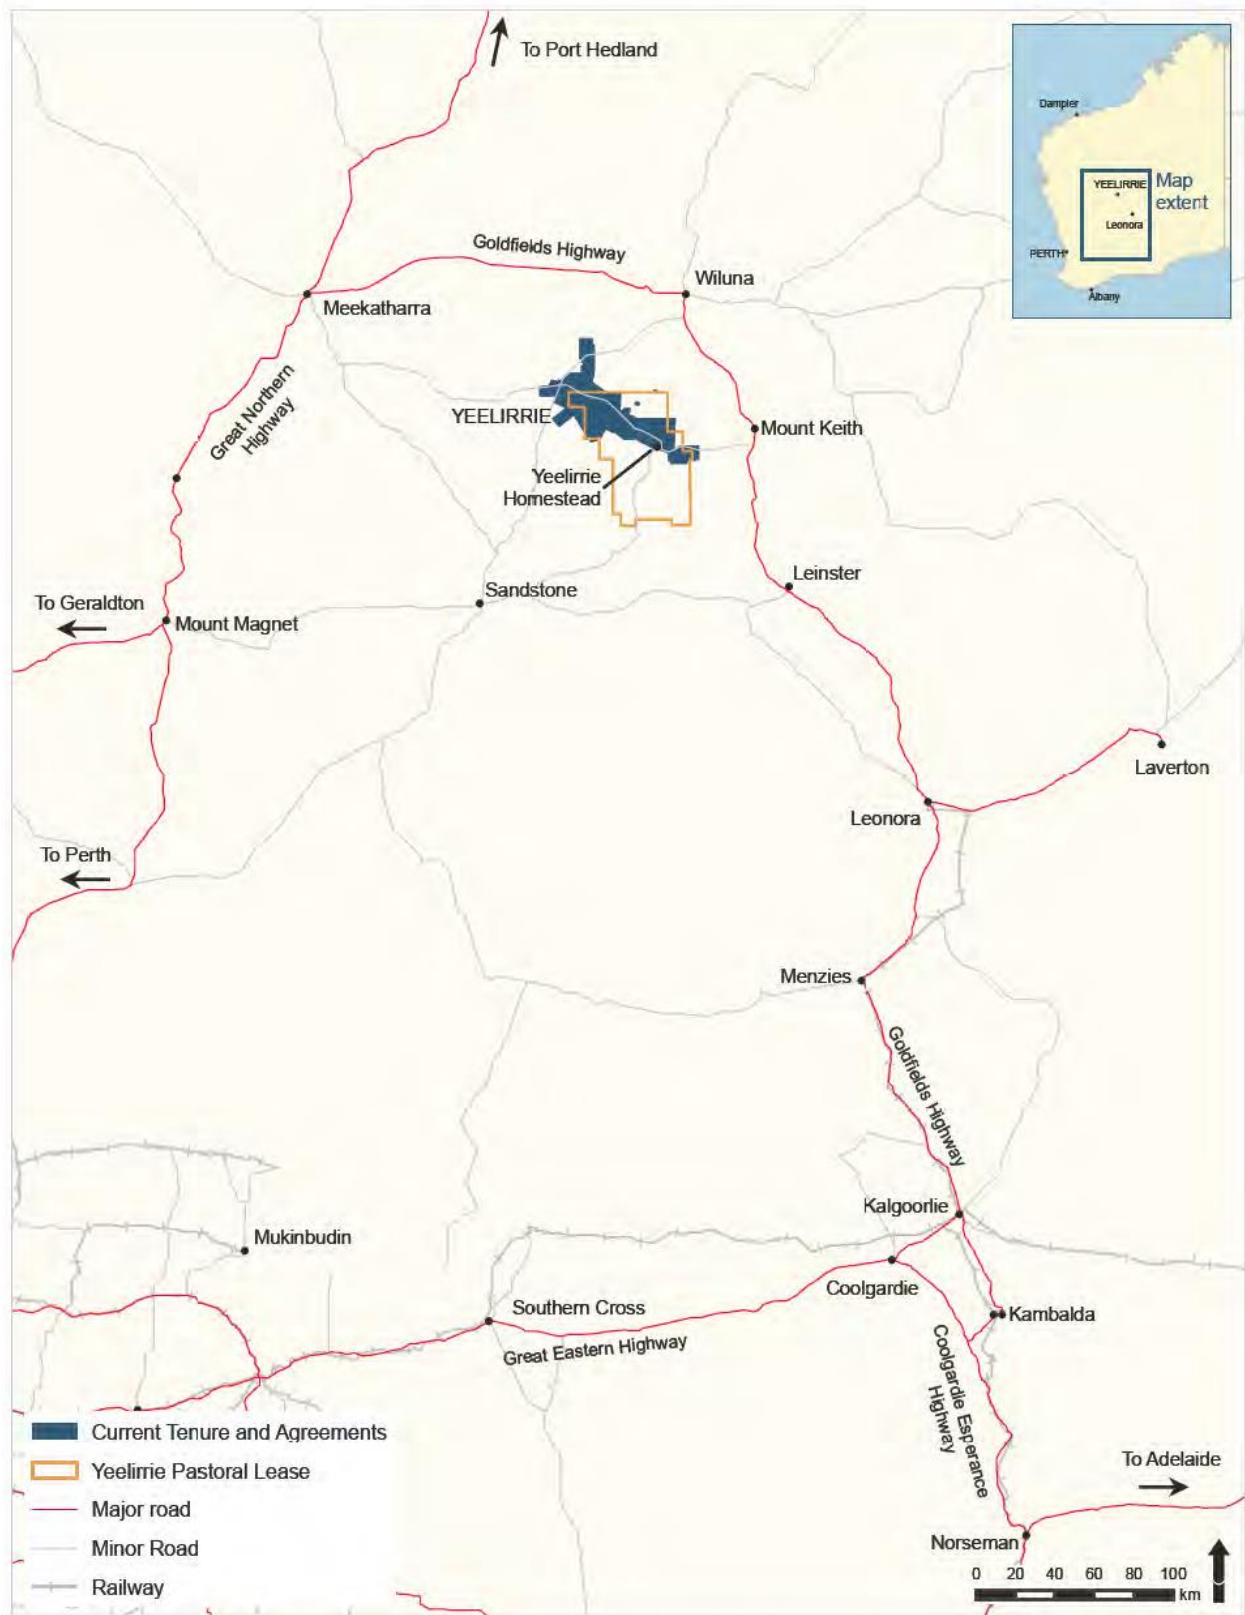 To Port Hedland
Dampier
YEELIRRIE
Map
extent
Leonora
PERTH
Albany
Goldfields Highway
Wiluna
Meekatharra
Great Northern
Highway
YEELIRRIE
Mount Keith
Yeelirrie
Homestead
Leinster
Sandstone
To Geraldton
Mount Magnet
Laverton
Leonora
To Perth
Menzies
Goldfields Highway
Kalgoorlie
Mukinbudin
Coolgardie
Southern Cross
Kambalda
Great Eastern Highway
Coolgardie Esperance
Highway
Current Tenure and Agreements
Yeelirrie Pastoral Lease
Major road
Minor Road
Railway
To Adelaide
Norseman
0 20 40 60 80 100
km